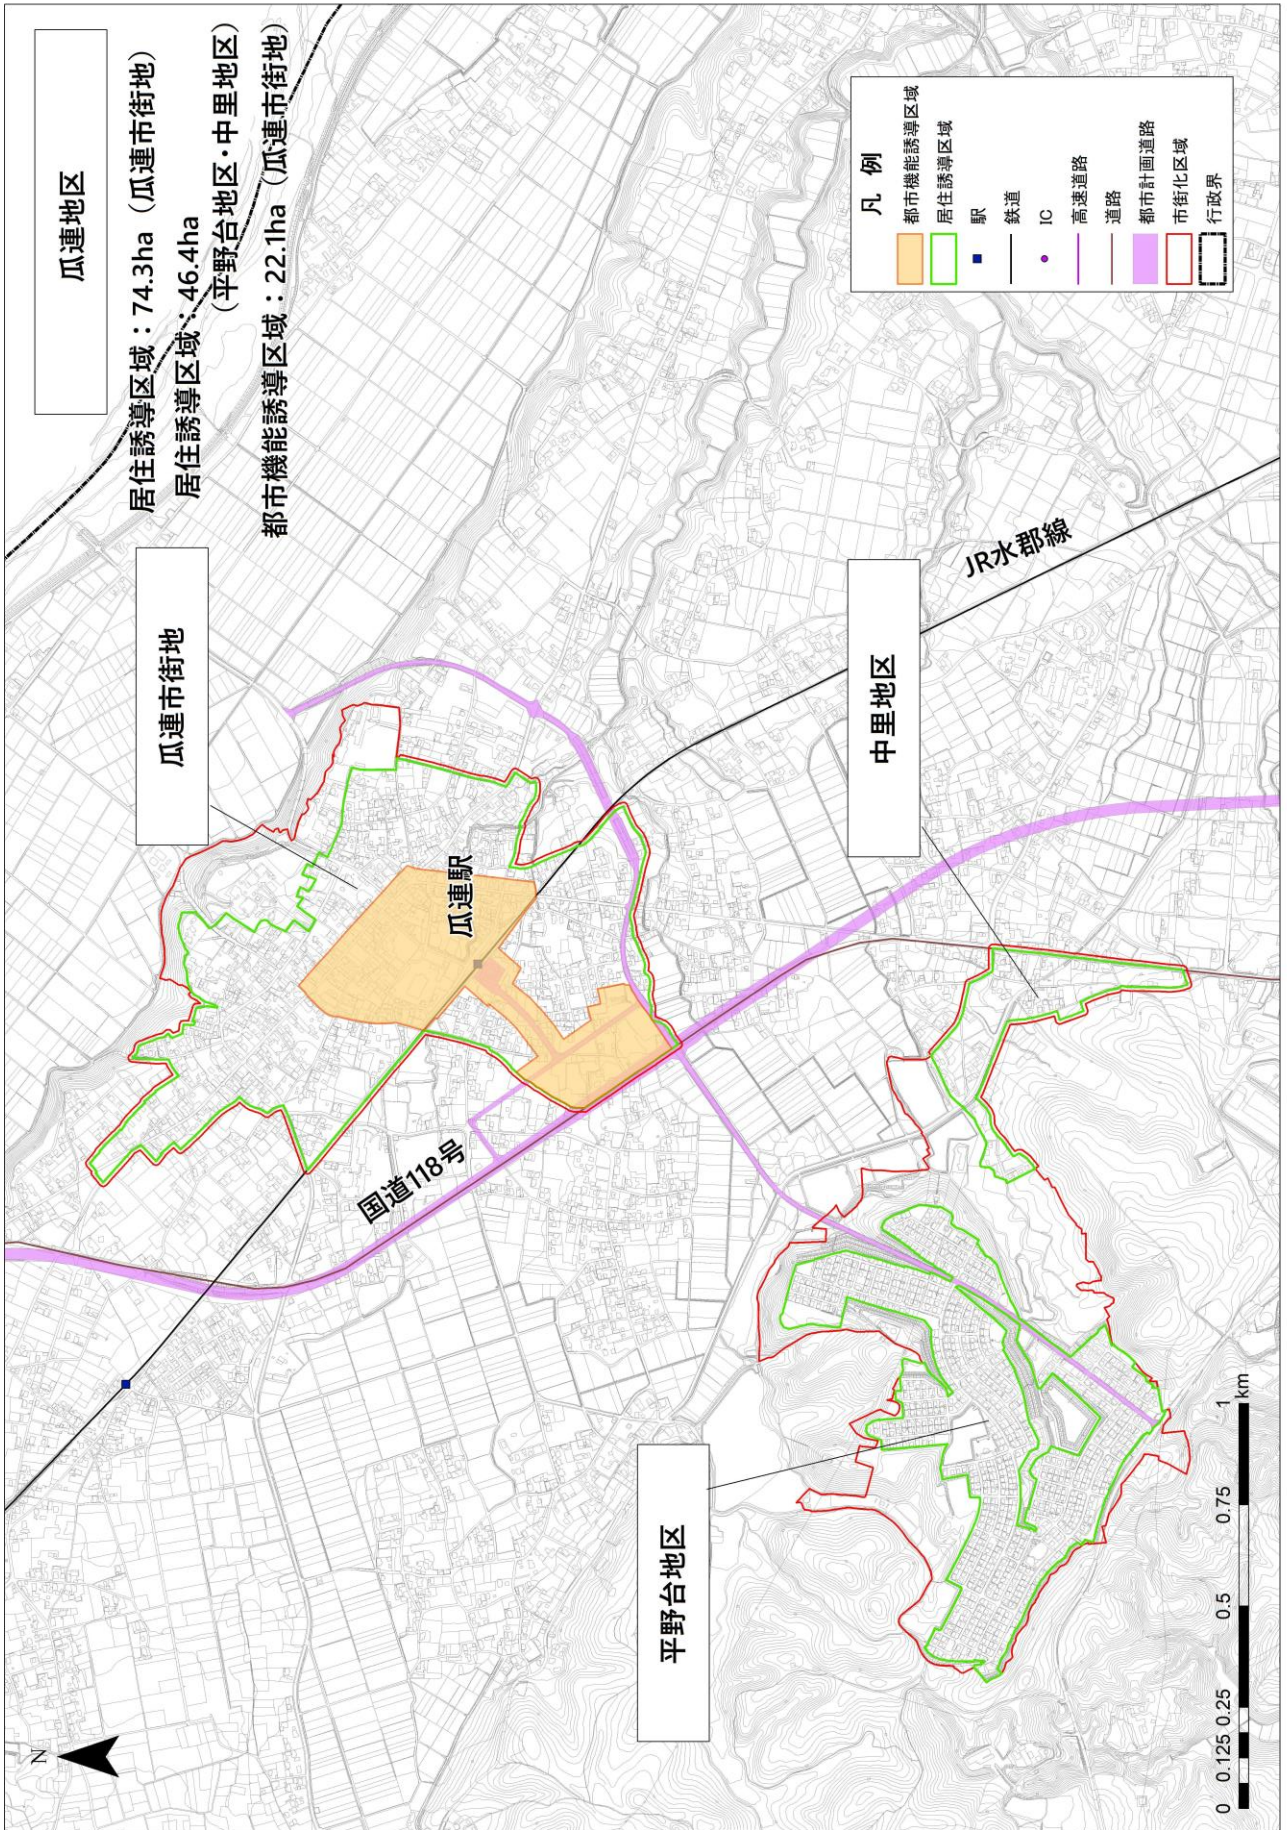 瓜連地区
居住誘導区域：74.3ha（瓜連市街地）
居住誘導区域：46.4ha
（平野台地区・中里地区）
都市機能誘導区域：22.1ha（瓜連市街地）
N
瓜連市街地
瓜連駅
国道118号
JR水郡線
中里地区
平野台地区
凡 例
都市機能誘導区域
居住誘導区域
駅
鉄道
IC
高速道路
道路
都市計画道路
市街化区域
行政界
0 0.125 0.25 0.5 0.75 1
km